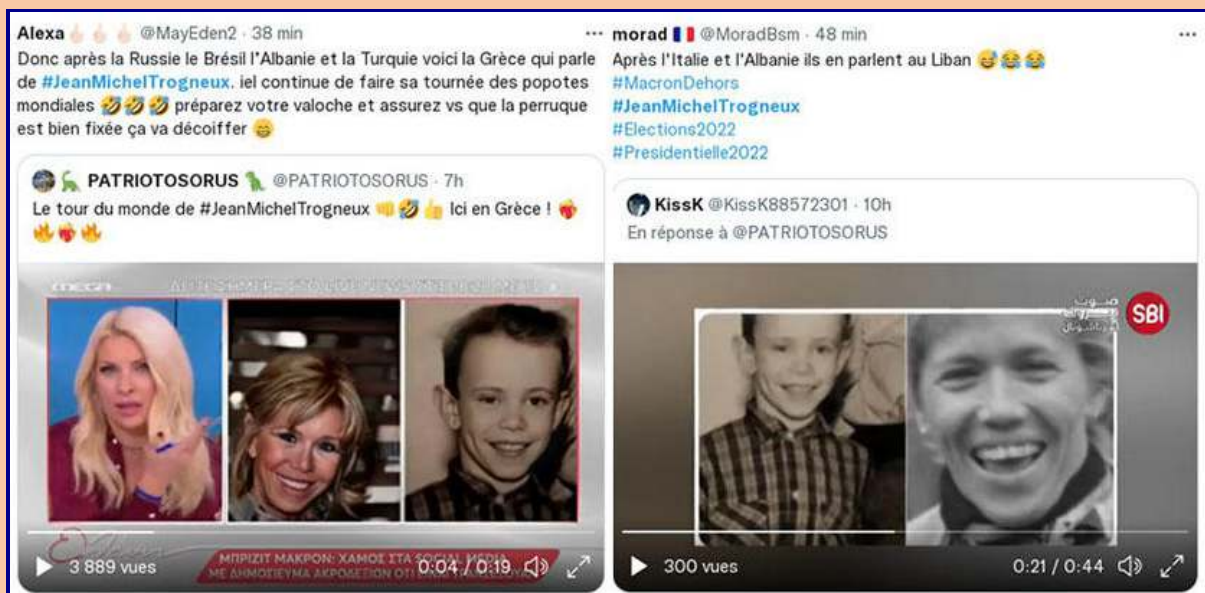 Alexa @MayEden2 · 38 min
Donc après la Russie le Brésil l'Albanie et la Turquie voici la Grèce qui parle
de #JeanMichelTrogneux. iel continue de faire sa tournée des popotes
mondiales 🤣🤣🤣 préparez votre valoche et assurez vs que la perruque
est bien fixée ça va décoiffer 😁
PATRIOTOSORUS @PATRIOTOSORUS · 7h
Le tour du monde de #JeanMichelTrogneux 👊🤣👍 Ici en Grèce !
ΜΠΡΙΖΙΤ ΜΑΚΡΟΝ: ΧΑΜΟΣ ΣΤΑ SOCIAL MEDIA
ΜΕ ΔΗΜΟΣΙΕΥΜΑ ΑΚΡΟΔΕΞΙΩΝ ΟΤΙ
3 889 vues
0:04 / 0:19
morad 🇫🇷 @MoradBsm · 48 min
Après l'Italie et l'Albanie ils en parlent au Liban 😅😂😂
#MacronDehors
#JeanMichelTrogneux
#Elections2022
#Presidentielle2022
KissK @KissK88572301 · 10h
En réponse à @PATRIOTOSORUS
صوت
SBI
300 vues
0:21 / 0:44